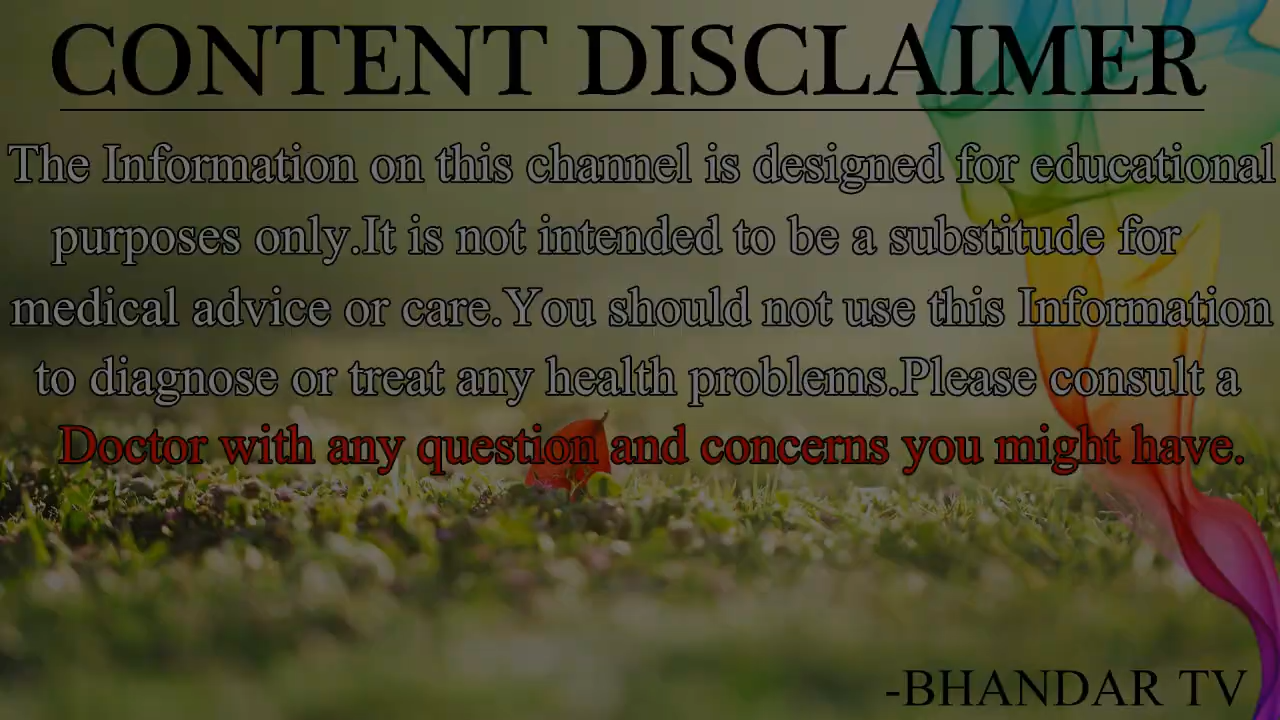 CONTENT DISCLAIMER
The Information on this channel is designed for educational
purposes only.It is not intended to be a substitude for
medical advice or care.You should not use this Information
to diagnose or treat any health problems.Please consult a
Doctor with any question and concerns you might have.
-BHANDAR TV